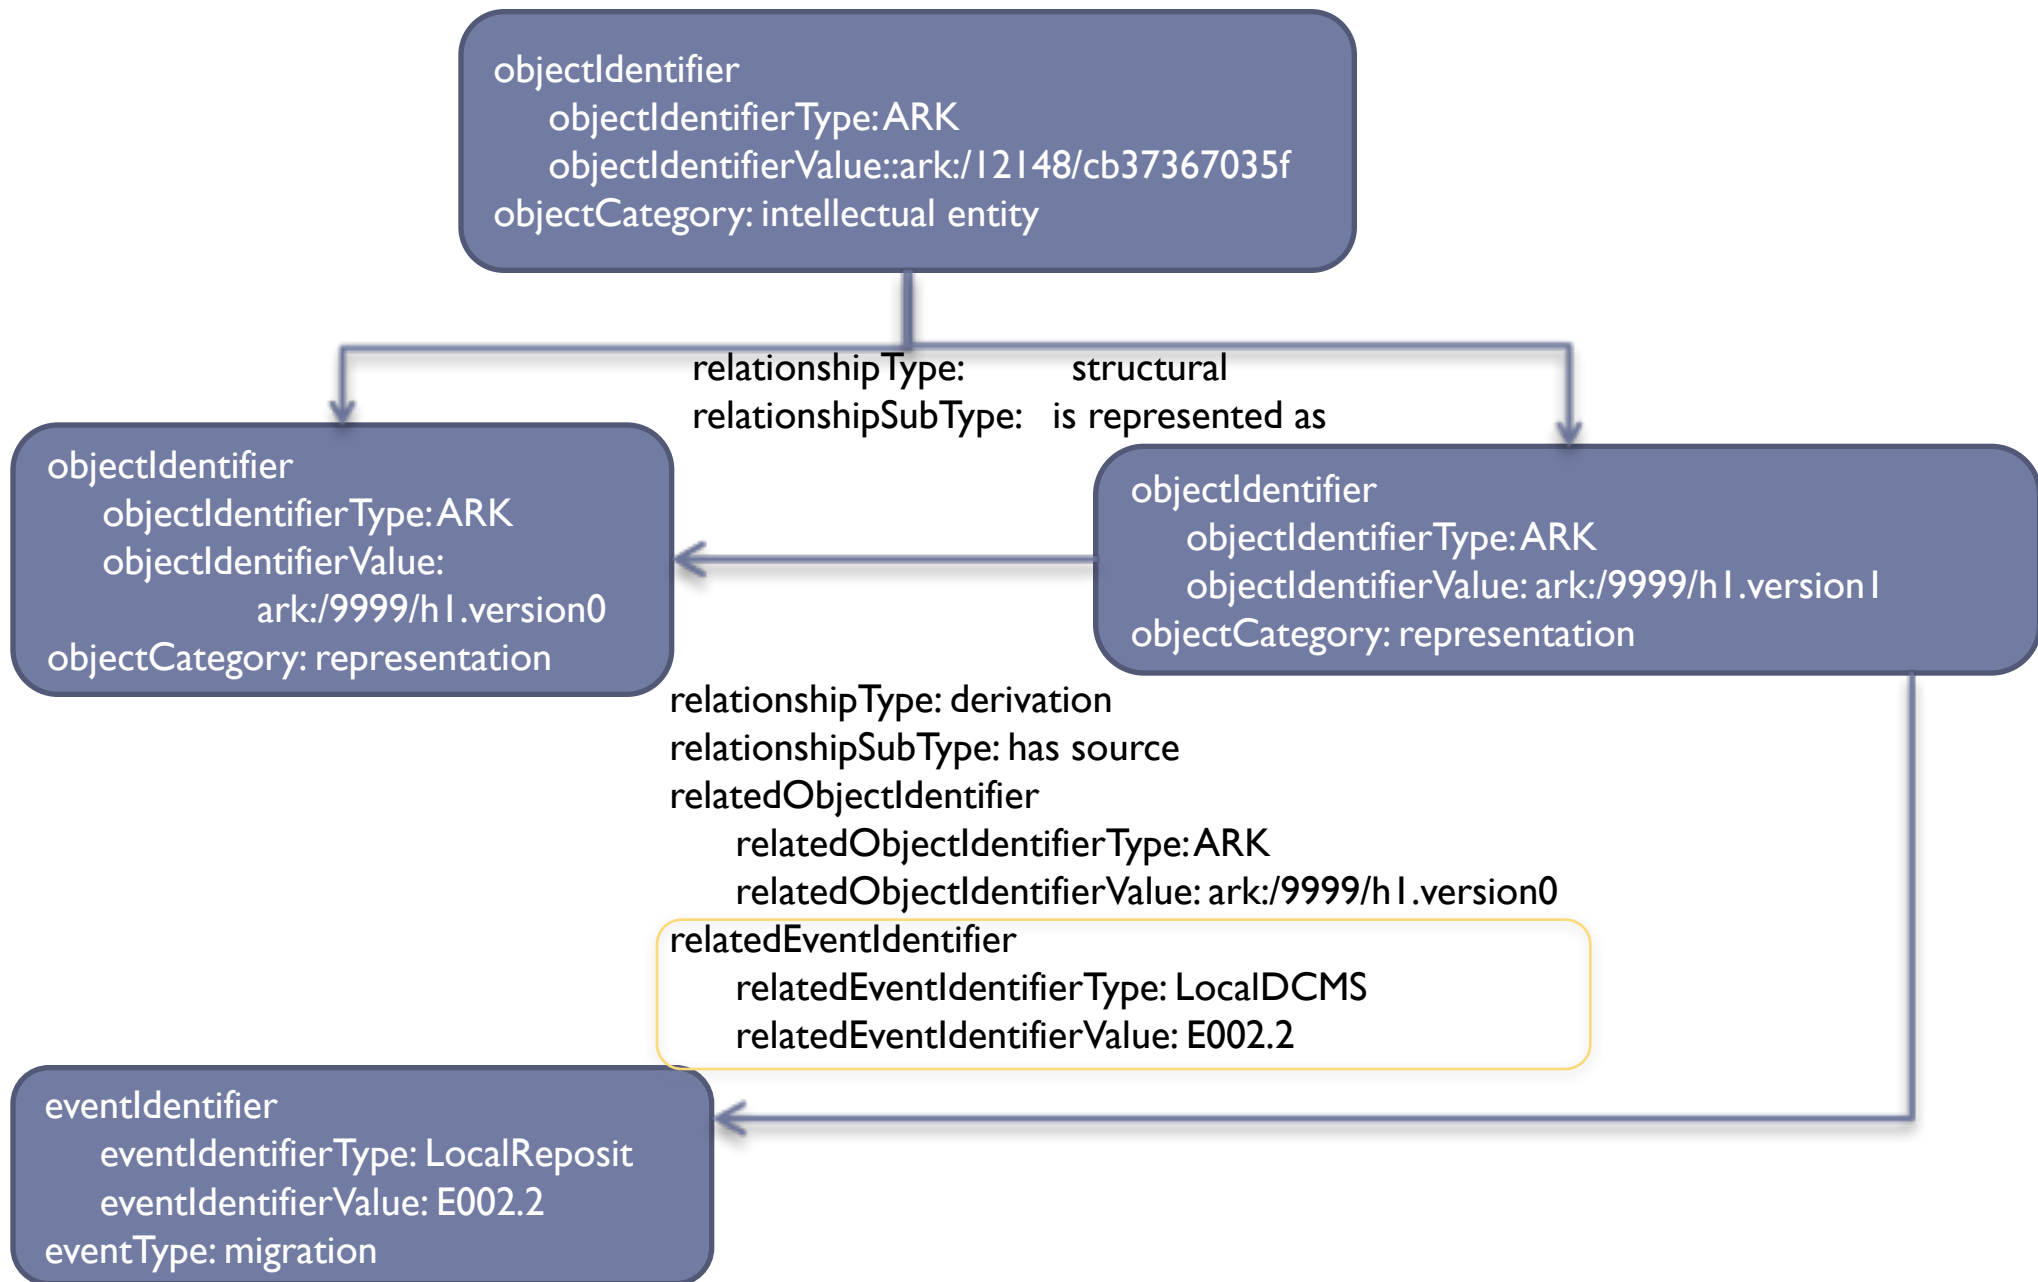 objectIdentifier
objectIdentifierType: ARK
objectIdentifierValue::ark:/12148/cb37367035f
objectCategory: intellectual entity
relationshipType: structural
relationshipSubType: is represented as
objectIdentifier
objectIdentifierType: ARK
objectIdentifierValue:
ark:/9999/h1.version0
objectCategory: representation
objectIdentifier
objectIdentifierType: ARK
objectIdentifierValue: ark:/9999/h1.version1
objectCategory: representation
relationshipType: derivation
relationshipSubType: has source
relatedObjectIdentifier
relatedObjectIdentifierType: ARK
relatedObjectIdentifierValue: ark:/9999/h1.version0
relatedEventIdentifier
relatedEventIdentifierType: LocalDCMS
relatedEventIdentifierValue: E002.2
eventIdentifier
eventIdentifierType: LocalReposit
eventIdentifierValue: E002.2
eventType: migration